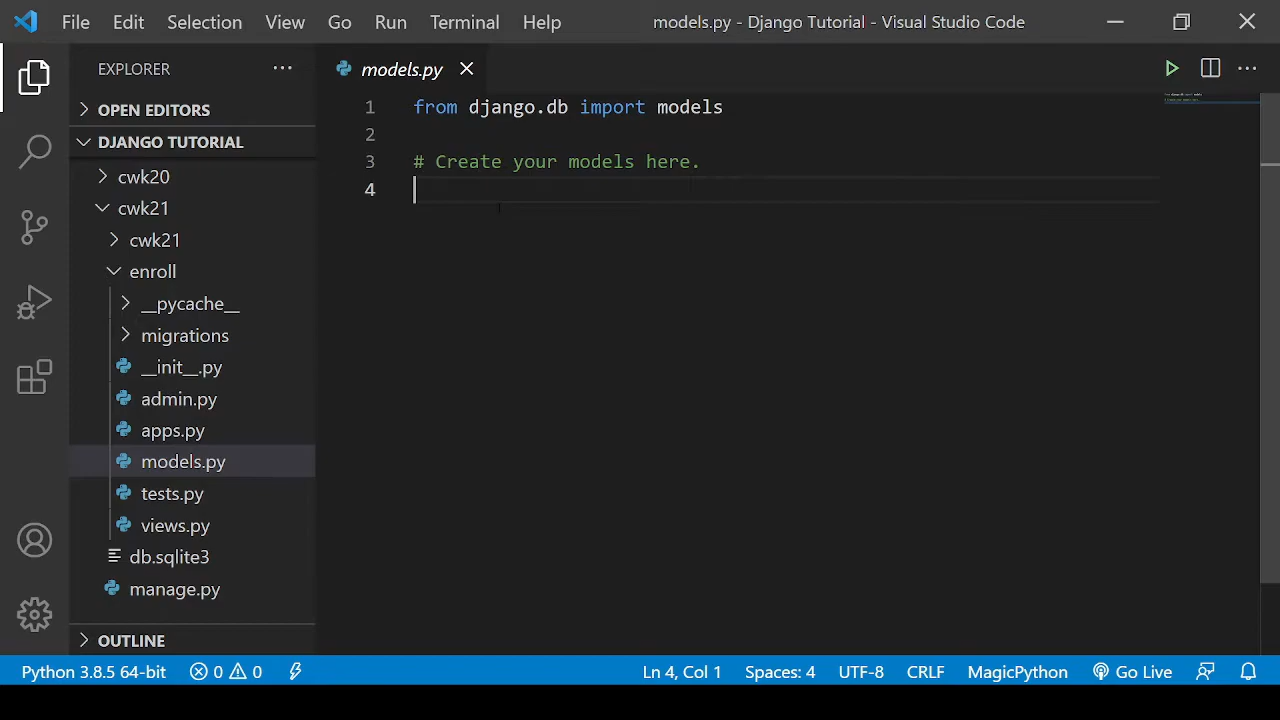 File Edit Selection View Go Run Terminal Help models.py - Django Tutorial - Visual Studio Code
EXPLORER
OPEN EDITORS
DJANGO TUTORIAL
cwk20
cwk21
cwk21
enroll
__pycache__
migrations
__init__.py
admin.py
apps.py
models.py
tests.py
views.py
db.sqlite3
manage.py
OUTLINE
models.py
1 from django.db import models
2
3 # Create your models here.
4
Python 3.8.5 64-bit 0 0 Ln 4, Col 1 Spaces: 4 UTF-8 CRLF MagicPython Go Live